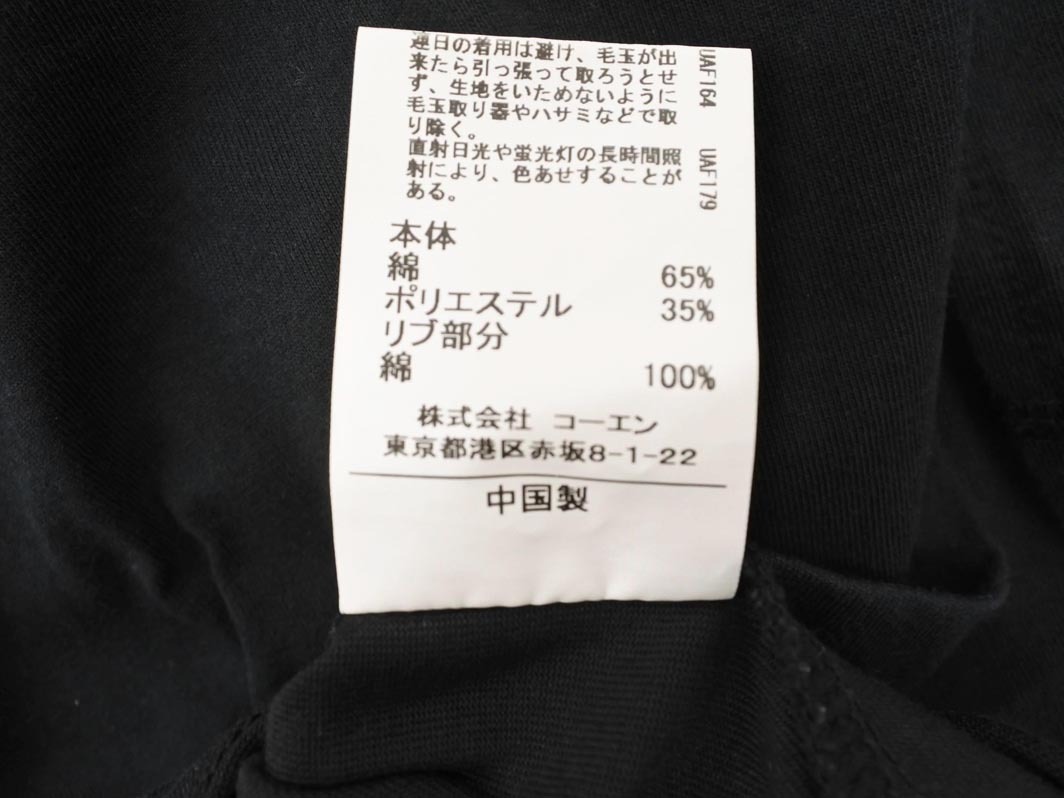 連日の着用は避け、毛玉が出
来たら引っ張って取ろうとせ
ず、生地をいためないように
毛玉取り器やハサミなどで取
り除く。
直射日光や蛍光灯の長時間照
射により、色あせすることが
ある。
UAF164 UAF179
本体
綿 65%
ポリエステル 35%
リブ部分
綿 100%
株式会社 コーエン
東京都港区赤坂8-1-22
中国製